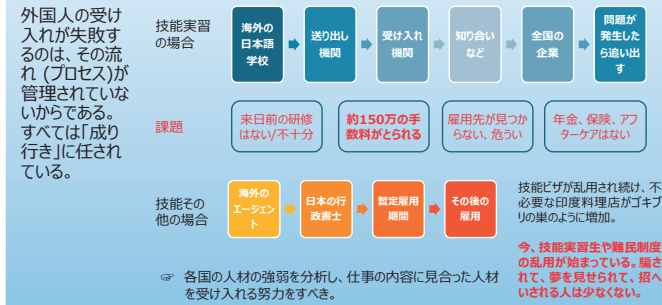 外国人の受け
入れが失敗す
るのは、その流
れ (プロセス)が
管理されていな
いからである。
すべては「成り
行き」に任され
ている。
技能実習
の場合
海外の
日本語
学校
送り出し
機関
受け入れ
機関
知り合い
など
全国の
企業
問題が
発生した
ら追い出
す
課題
来日前の研修
はない/不十分
約150万の手
数料がとられる
雇用先が見つか
らない、危うい
年金、保険、アフ
ターケアはない
技能その
他の場合
海外の
エージェン
ト
日本の行
政書士
暫定雇用
期間
その後の
雇用
技能ビザが乱用され続け、不
必要な印度料理店がゴキブ
リの巣のように増加。
今、技能実習生や難民制度
の乱用が始まっている。騙さ
れて、夢を見せられて、招へ
いされる人は少なくない。
☞ 各国の人材の強弱を分析し、仕事の内容に見合った人材
を受け入れる努力をすべき。